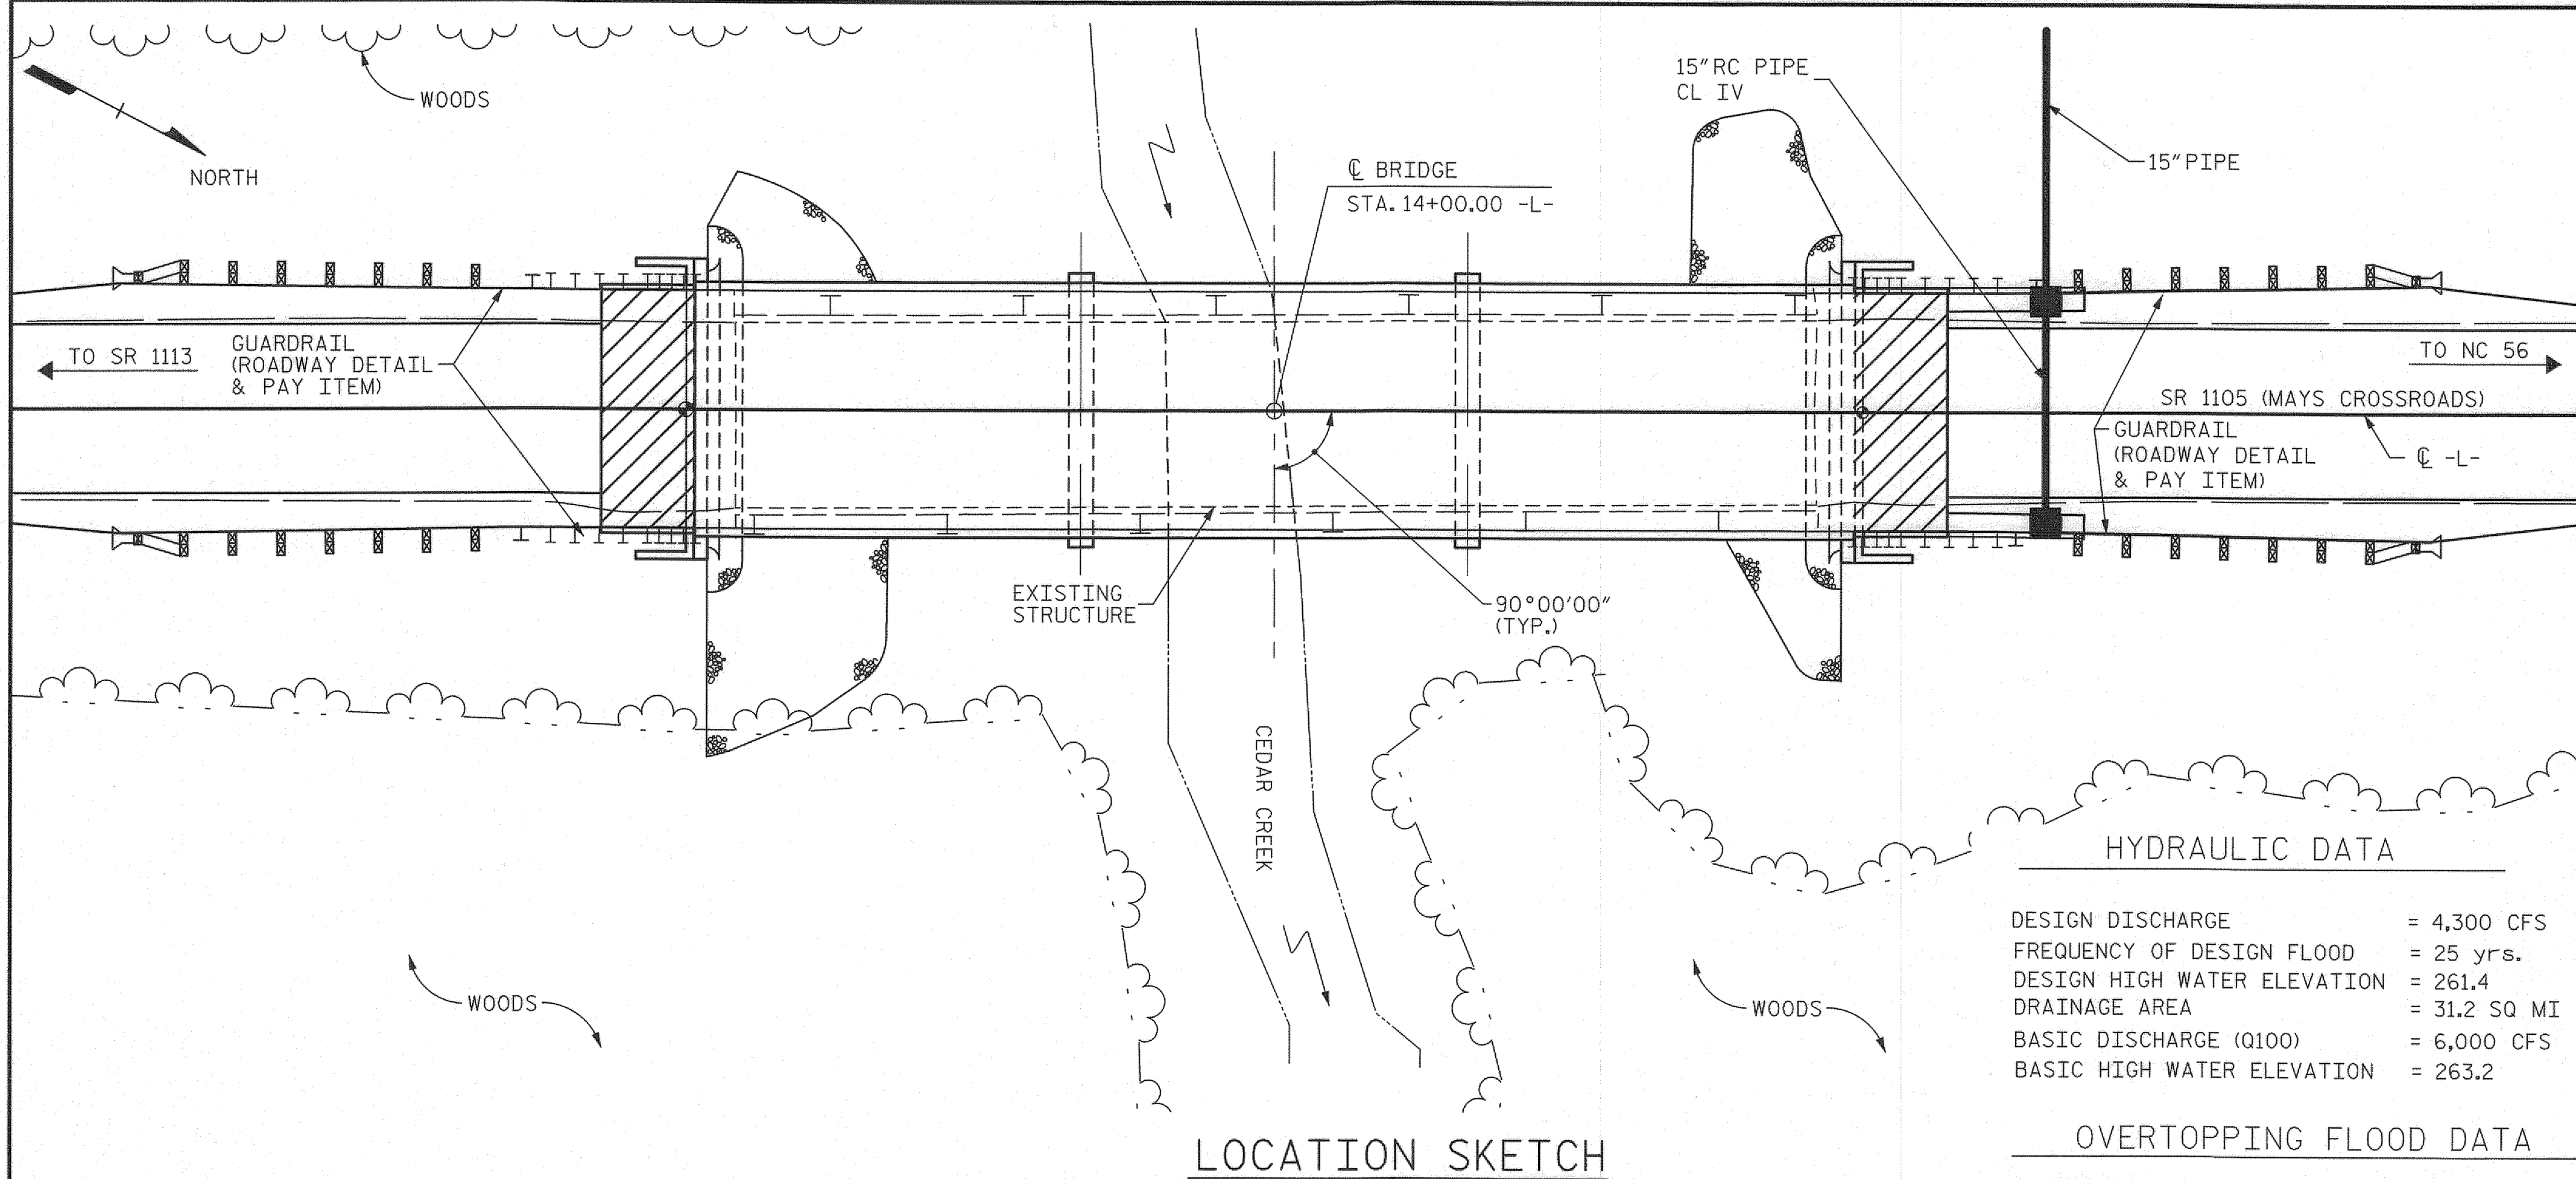 WOODS
NORTH
15"RC PIPE
CL IV
15"PIPE
℄ BRIDGE
STA. 14+00.00 -L-
TO SR 1113
GUARDRAIL
(ROADWAY DETAIL
& PAY ITEM)
TO NC 56
SR 1105 (MAYS CROSSROADS)
GUARDRAIL
(ROADWAY DETAIL
& PAY ITEM)
℄ -L-
EXISTING
STRUCTURE
90°00'00"
(TYP.)
CEDAR CREEK
WOODS
WOODS
HYDRAULIC DATA
DESIGN DISCHARGE = 4,300 CFS
FREQUENCY OF DESIGN FLOOD = 25 yrs.
DESIGN HIGH WATER ELEVATION = 261.4
DRAINAGE AREA = 31.2 SQ MI
BASIC DISCHARGE (Q100) = 6,000 CFS
BASIC HIGH WATER ELEVATION = 263.2
OVERTOPPING FLOOD DATA
LOCATION SKETCH